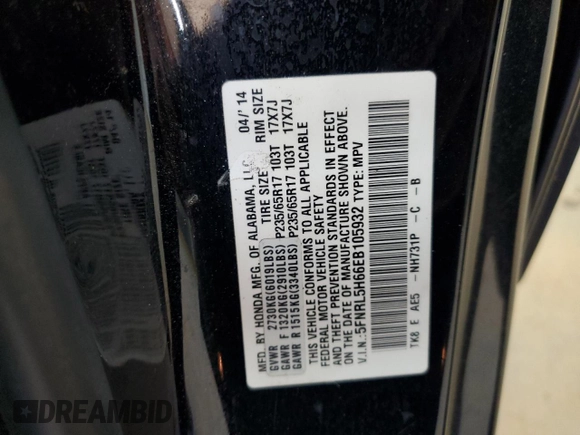 MFD. BY HONDA MFG. OF ALABAMA, LLC. 04/'14
TIRE SIZE RIM SIZE
GVWR 2730KG(6019LBS)
GAWR F 1320KG(2910LBS) P235/65R17 103T 17X7J
GAWR R 1515KG(3340LBS) P235/65R17 103T 17X7J
THIS VEHICLE CONFORMS TO ALL APPLICABLE
FEDERAL MOTOR VEHICLE SAFETY
AND THEFT PREVENTION STANDARDS IN EFFECT
ON THE DATE OF MANUFACTURE SHOWN ABOVE.
V.I.N.: 5FNRL5H66EB105932 TYPE: MPV
TK8 E AE5 - NH731P - C - B
DREAMBID